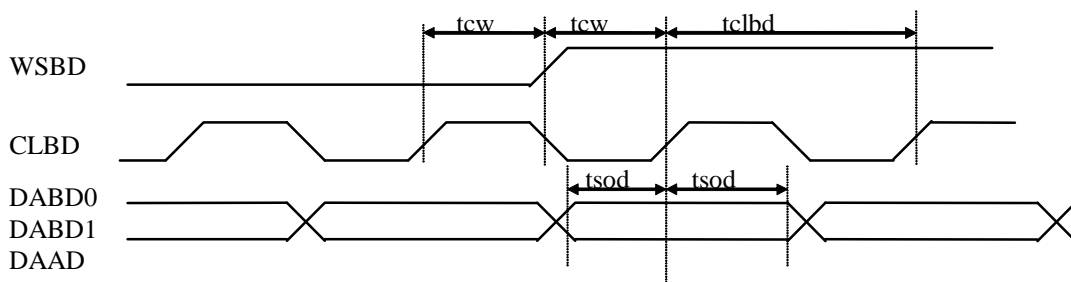 tcw tcw tclbd
WSBD
CLBD
tsod tsod
DABD0
DABD1
DAAD